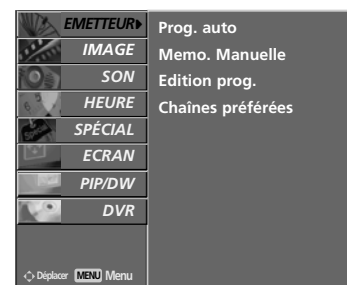 EMETTEUR
IMAGE
SON
HEURE
SPÉCIAL
ECRAN
PIP/DW
DVR
Déplacer MENU Menu
Prog. auto
Memo. Manuelle
Edition prog.
Chaînes préférées